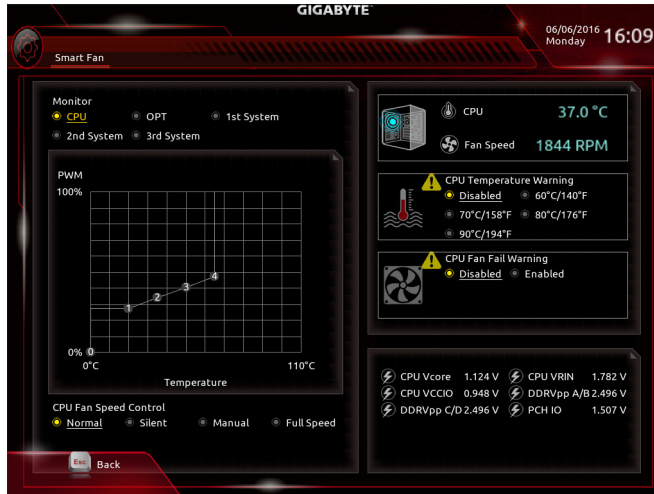 GIGABYTE™
06/06/2016 Monday 16:09
Smart Fan
Monitor
CPU OPT 1st System
2nd System 3rd System
PWM
100%
1 2 3 4
0% 0
0°C 110°C
Temperature
CPU Fan Speed Control
Normal Silent Manual Full Speed
Esc Back
CPU 37.0 °C
Fan Speed 1844 RPM
CPU Temperature Warning
Disabled 60°C/140°F
70°C/158°F 80°C/176°F
90°C/194°F
CPU Fan Fail Warning
Disabled Enabled
CPU Vcore 1.124 V CPU VRIN 1.782 V
CPU VCCIO 0.948 V DDRVpp A/B 2.496 V
DDRVpp C/D 2.496 V PCH IO 1.507 V